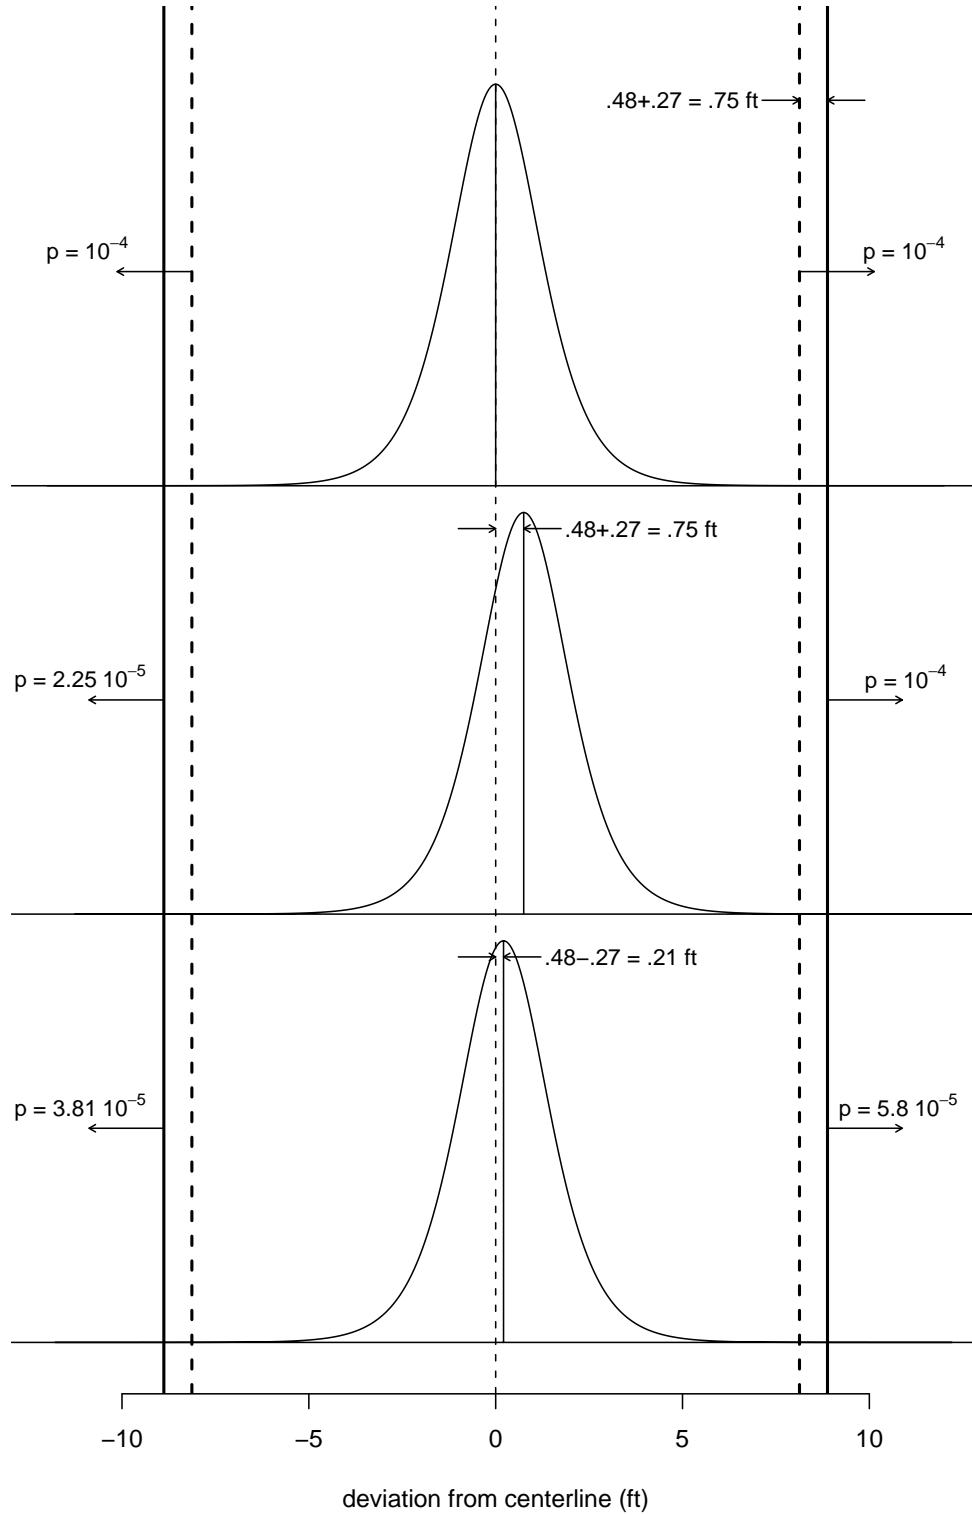 .48+.27 = .75 ft
p = 10⁻⁴
p = 10⁻⁴
.48+.27 = .75 ft
p = 2.25 10⁻⁵
p = 10⁻⁴
.48−.27 = .21 ft
p = 3.81 10⁻⁵
p = 5.8 10⁻⁵
−10 −5 0 5 10
deviation from centerline (ft)